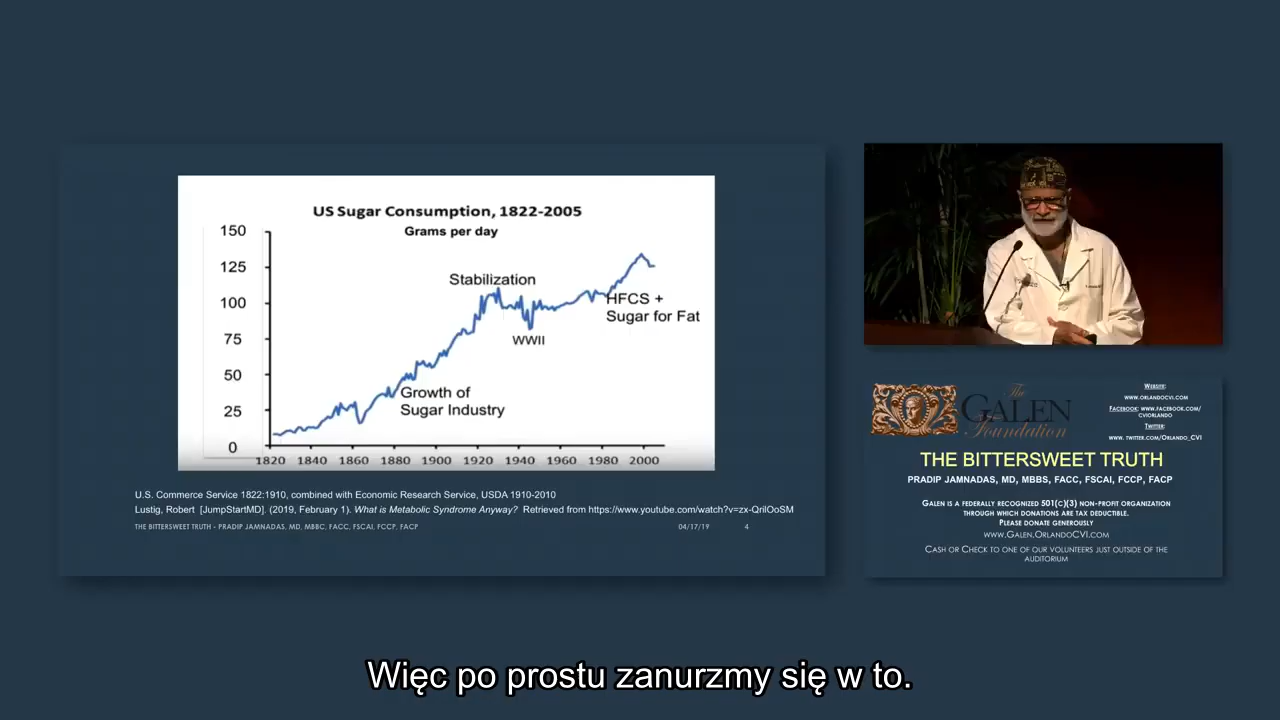 US Sugar Consumption, 1822-2005
Grams per day
150
125
100
75
50
25
0
Stabilization
WWII
HFCS +
Sugar for Fat
Growth of
Sugar Industry
1820 1840 1860 1880 1900 1920 1940 1960 1980 2000
U.S. Commerce Service 1822:1910, combined with Economic Research Service, USDA 1910-2010
Lustig, Robert [JumpStartMD]. (2019, February 1). What is Metabolic Syndrome Anyway? Retrieved from https://www.youtube.com/watch?v=zx-QrilOoSM
THE BITTERSWEET TRUTH - PRADIP JAMNADAS, MD, MBBC, FACC, FSCAI, FCCP, FACP 04/17/19 4
The
GALEN
Foundation
WEBSITE:
WWW.ORLANDOCVI.COM
FACEBOOK: WWW.FACEBOOK.COM/
CVIORLANDO
TWITTER:
WWW. TWITTER.COM/ORLANDO_CVI
THE BITTERSWEET TRUTH
PRADIP JAMNADAS, MD, MBBS, FACC, FSCAI, FCCP, FACP
GALEN IS A FEDERALLY RECOGNIZED 501(C)(3) NON-PROFIT ORGANIZATION
THROUGH WHICH DONATIONS ARE TAX DEDUCTIBLE.
PLEASE DONATE GENEROUSLY
WWW.GALEN.ORLANDOCVI.COM
CASH OR CHECK TO ONE OF OUR VOLUNTEERS JUST OUTSIDE OF THE
AUDITORIUM
Więc po prostu zanurzmy się w to.